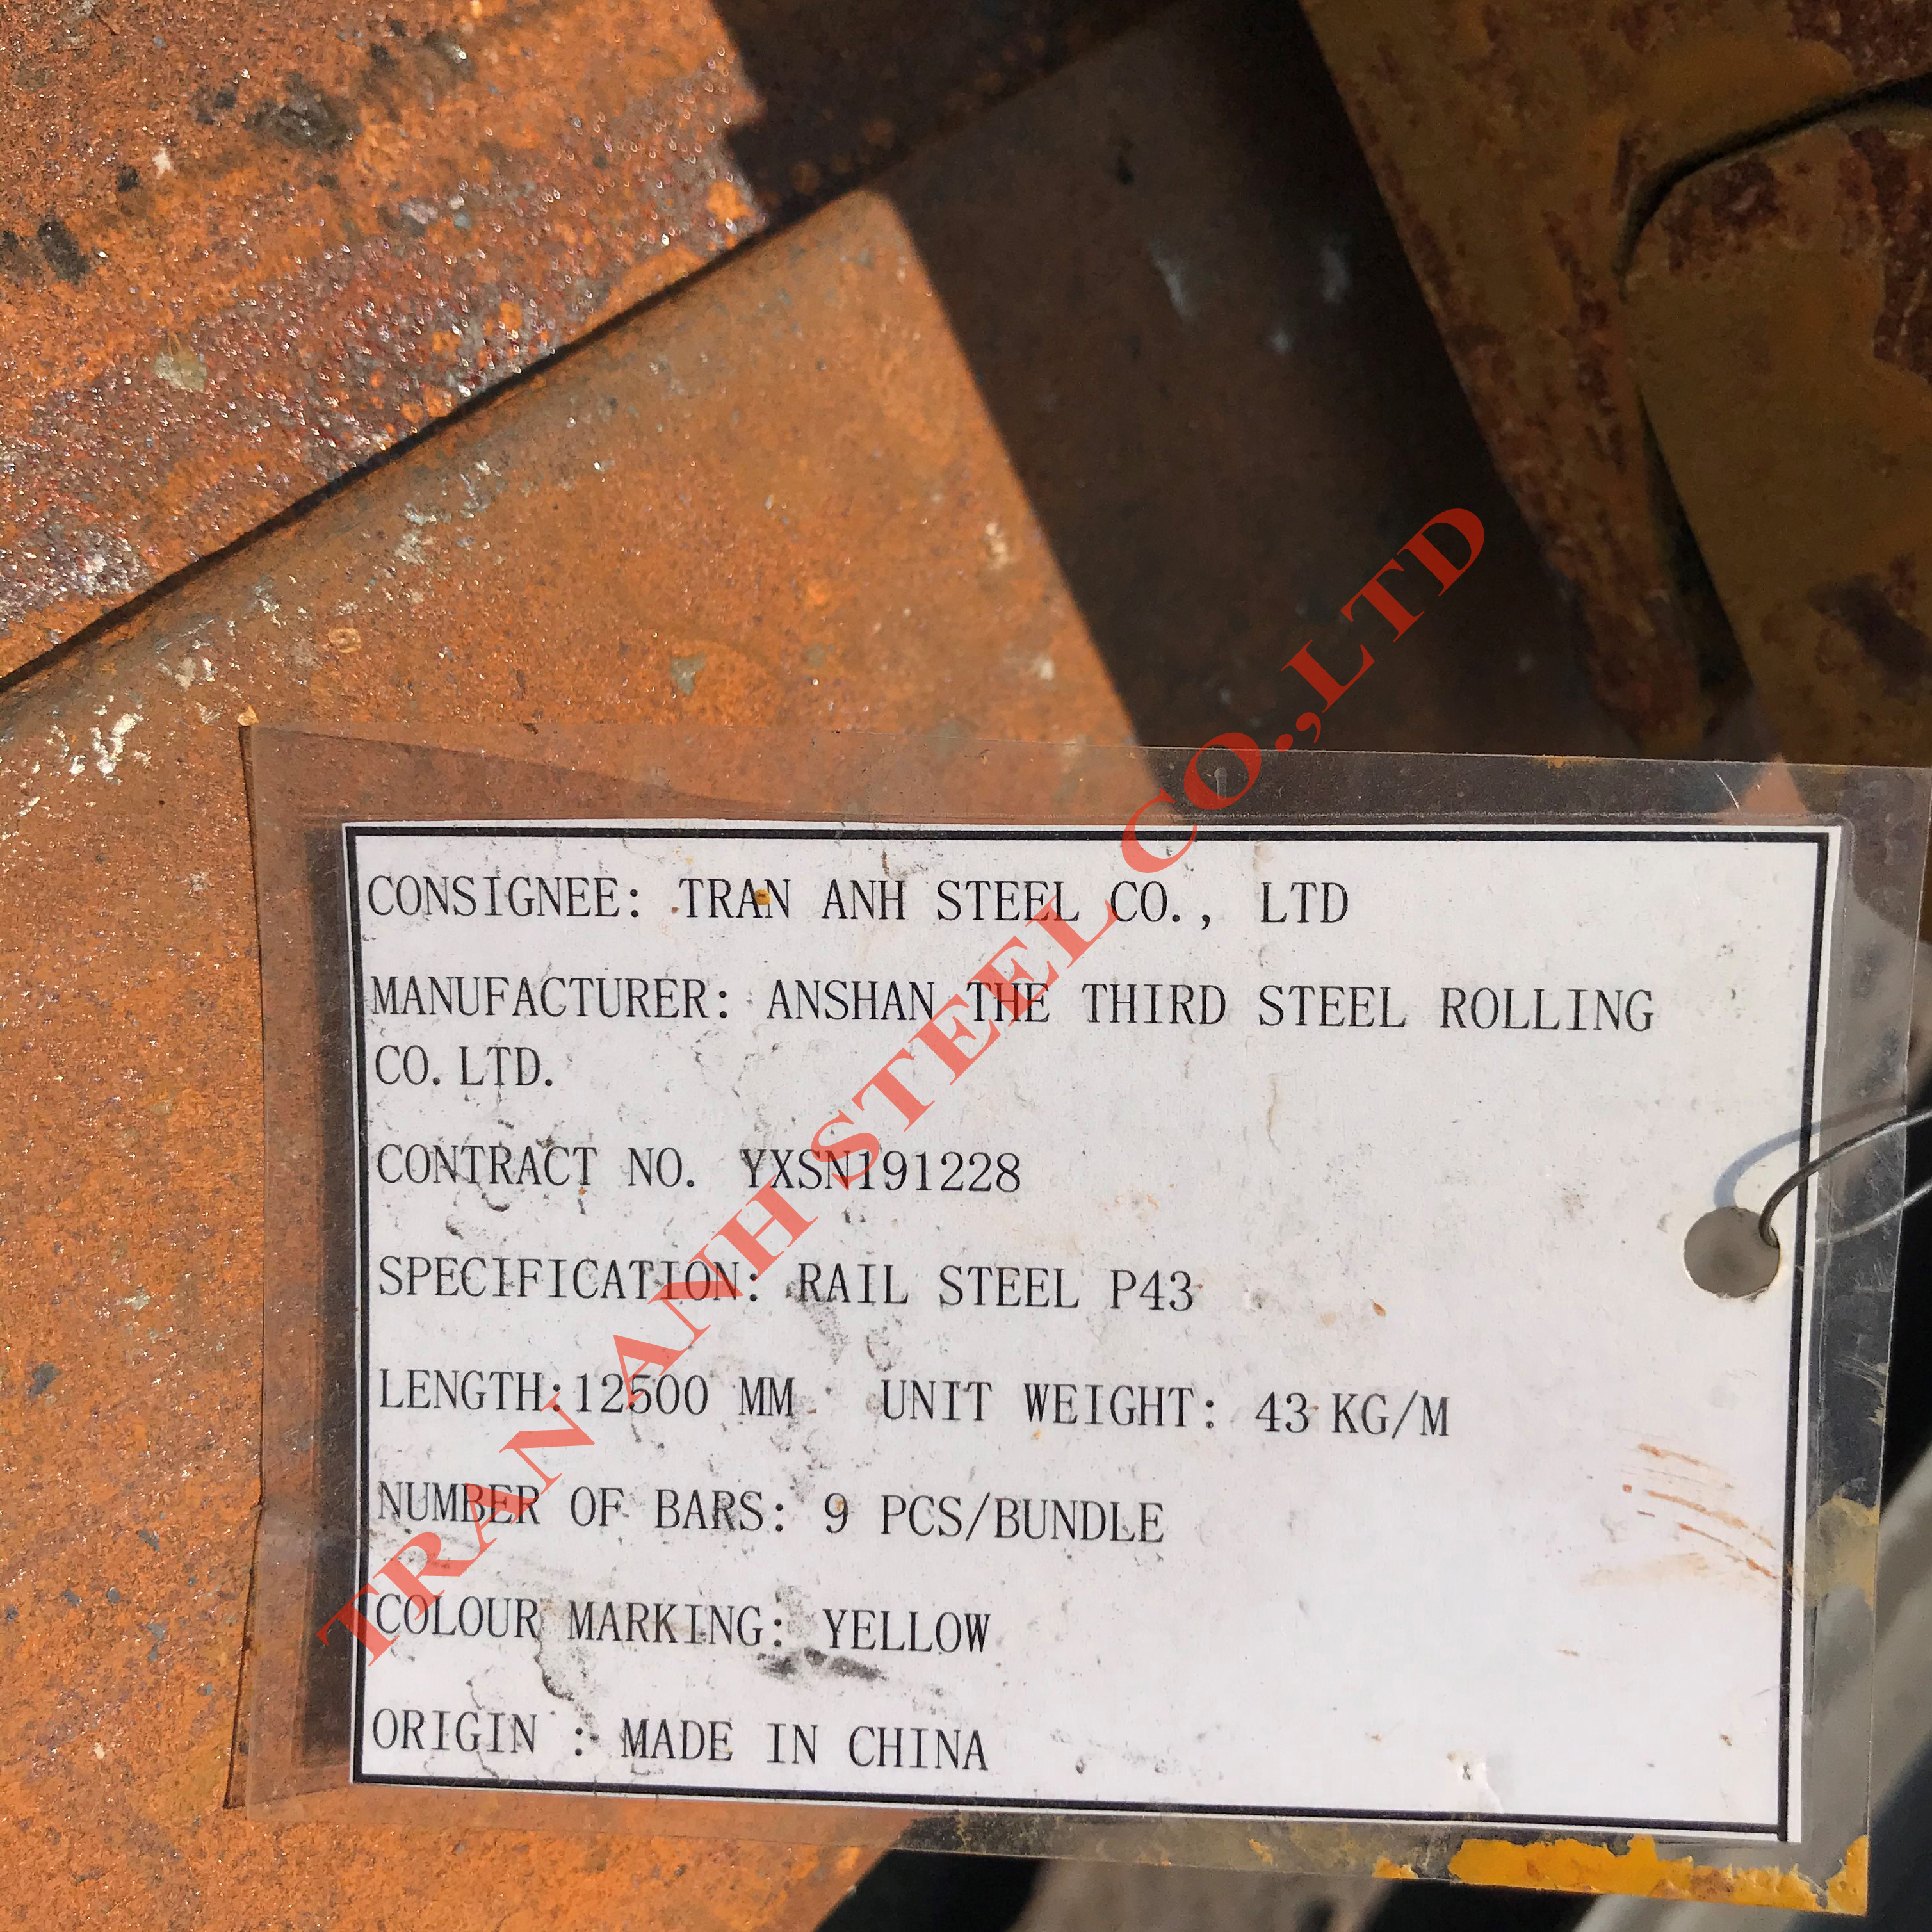 CONSIGNEE: TRAN ANH STEEL CO., LTD
MANUFACTURER: ANSHAN THE THIRD STEEL ROLLING
CO.LTD.
CONTRACT NO. YXSN191228
SPECIFICATION: RAIL STEEL P43
LENGTH:12500 MM UNIT WEIGHT: 43 KG/M
NUMBER OF BARS: 9 PCS/BUNDLE
COLOUR MARKING: YELLOW
ORIGIN : MADE IN CHINA
TRAN ANH STEEL CO.,LTD